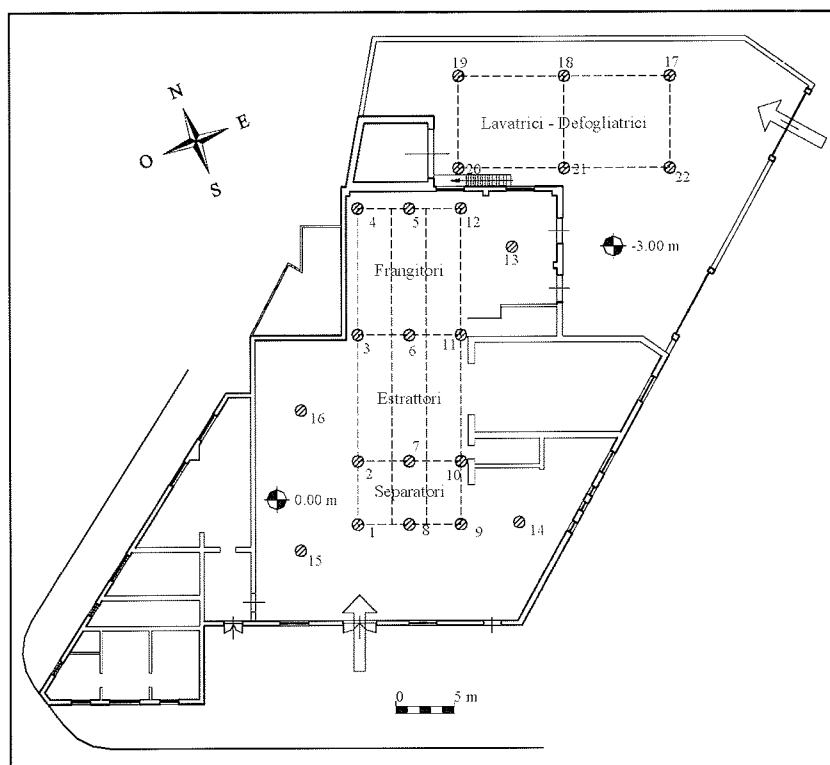 19 18 17
N
E
O
S
Lavatrici - Defogliatrici
20 21 22
4 5 12
13
-3.00 m
Frangitori
3 6 11
Estrattori
16
7
2 10
Separatori
0.00 m
1 8 9 14
15
0 5 m